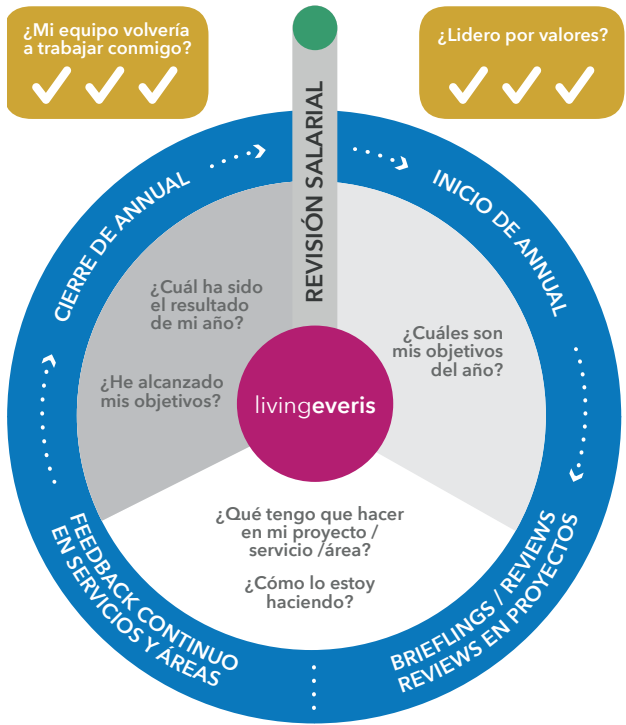 ¿Mi equipo volvería
a trabajar conmigo?
¿Lidero por valores?
REVISIÓN SALARIAL
CIERRE DE ANNUAL
INICIO DE ANNUAL
¿Cuál ha sido
el resultado
de mi año?
¿He alcanzado
mis objetivos?
¿Cuáles son
mis objetivos
del año?
livingeveris
¿Qué tengo que hacer
en mi proyecto /
servicio /área?
¿Cómo lo estoy
haciendo?
FEEDBACK CONTINUO
EN SERVICIOS Y ÁREAS
BRIEFLINGS / REVIEWS
REVIEWS EN PROYECTOS